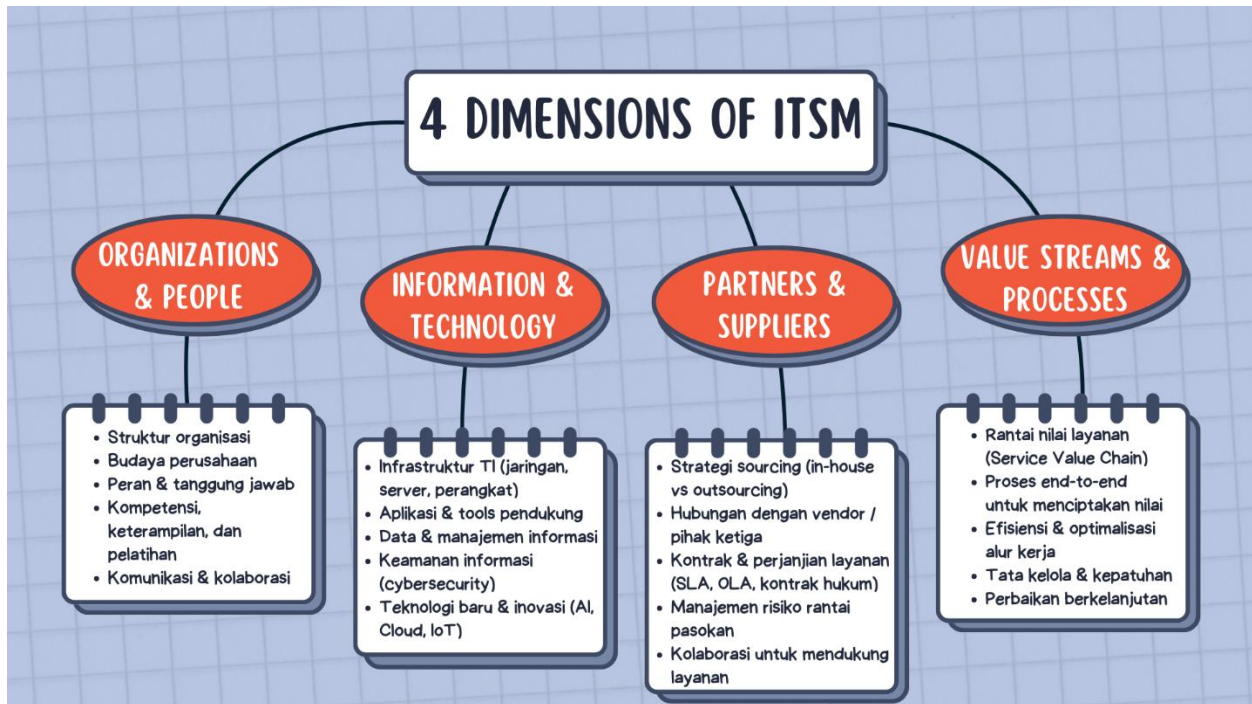 4 DIMENSIONS OF ITSM
ORGANIZATIONS
& PEOPLE
• Struktur organisasi
• Budaya perusahaan
• Peran & tanggung jawab
• Kompetensi,
keterampilan, dan
pelatihan
• Komunikasi & kolaborasi
INFORMATION &
TECHNOLOGY
• Infrastruktur TI (jaringan,
server, perangkat)
• Aplikasi & tools pendukung
• Data & manajemen informasi
• Keamanan informasi
(cybersecurity)
• Teknologi baru & inovasi (AI,
Cloud, IoT)
PARTNERS &
SUPPLIERS
• Strategi sourcing (in-house
vs outsourcing)
• Hubungan dengan vendor /
pihak ketiga
• Kontrak & perjanjian layanan
(SLA, OLA, kontrak hukum)
• Manajemen risiko rantai
pasokan
• Kolaborasi untuk mendukung
layanan
VALUE STREAMS &
PROCESSES
• Rantai nilai layanan
(Service Value Chain)
• Proses end-to-end
untuk menciptakan nilai
• Efisiensi & optimalisasi
alur kerja
• Tata kelola & kepatuhan
• Perbaikan berkelanjutan